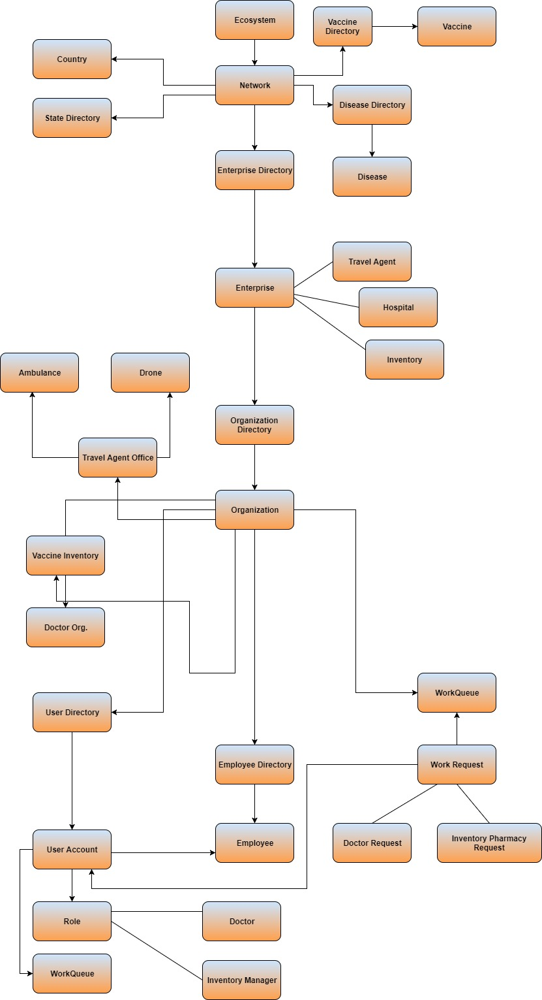 Ecosystem
Vaccine
Directory
Vaccine
Country
Network
State Directory
Disease Directory
Enterprise Directory
Disease
Travel Agent
Enterprise
Hospital
Inventory
Ambulance
Drone
Organization
Directory
Travel Agent Office
Organization
Vaccine Inventory
Doctor Org.
User Directory
WorkQueue
Employee Directory
Work Request
User Account
Employee
Doctor Request
Inventory Pharmacy
Request
Role
Doctor
WorkQueue
Inventory Manager